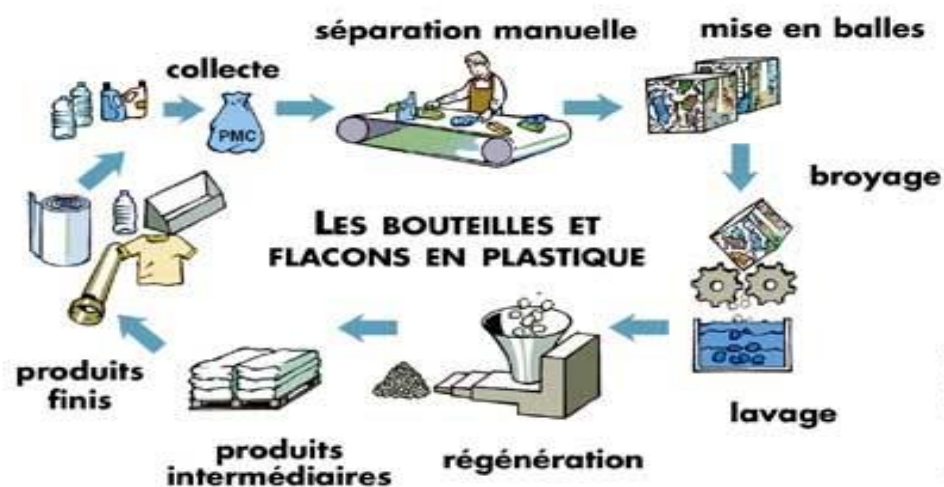 séparation manuelle
mise en balles
collecte
PMC
broyage
LES BOUTEILLES ET
FLACONS EN PLASTIQUE
lavage
régénération
produits
intermédiaires
produits
finis